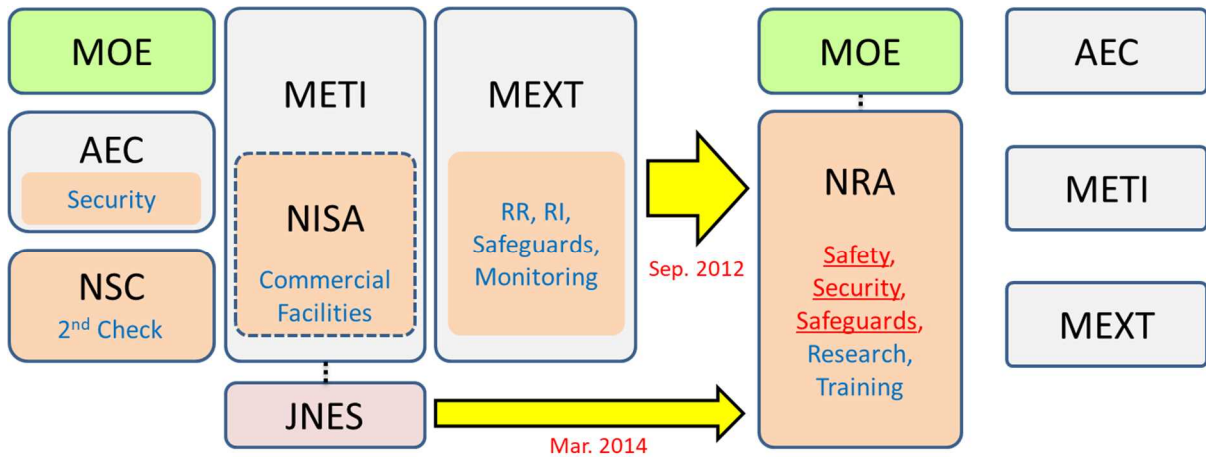 MOE
AEC
Security
NSC
2nd Check
METI
NISA
Commercial
Facilities
JNES
MEXT
RR, RI,
Safeguards,
Monitoring
Sep. 2012
Mar. 2014
MOE
NRA
Safety,
Security,
Safeguards,
Research,
Training
AEC
METI
MEXT